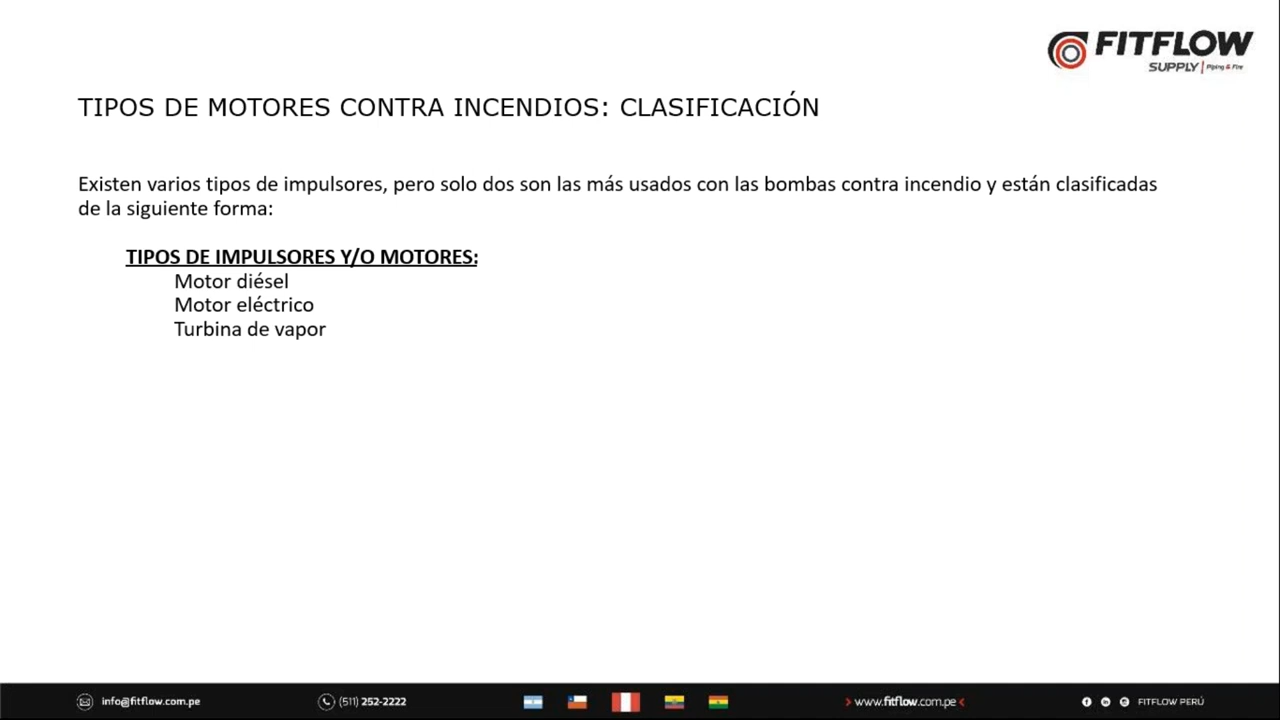 FITFLOW
SUPPLY | Piping & Fire
TIPOS DE MOTORES CONTRA INCENDIOS: CLASIFICACIÓN
Existen varios tipos de impulsores, pero solo dos son las más usados con las bombas contra incendio y están clasificadas
de la siguiente forma:
TIPOS DE IMPULSORES Y/O MOTORES:
Motor diésel
Motor eléctrico
Turbina de vapor
info@fitflow.com.pe
(511) 252-2222
www.fitflow.com.pe
FITFLOW PERÚ